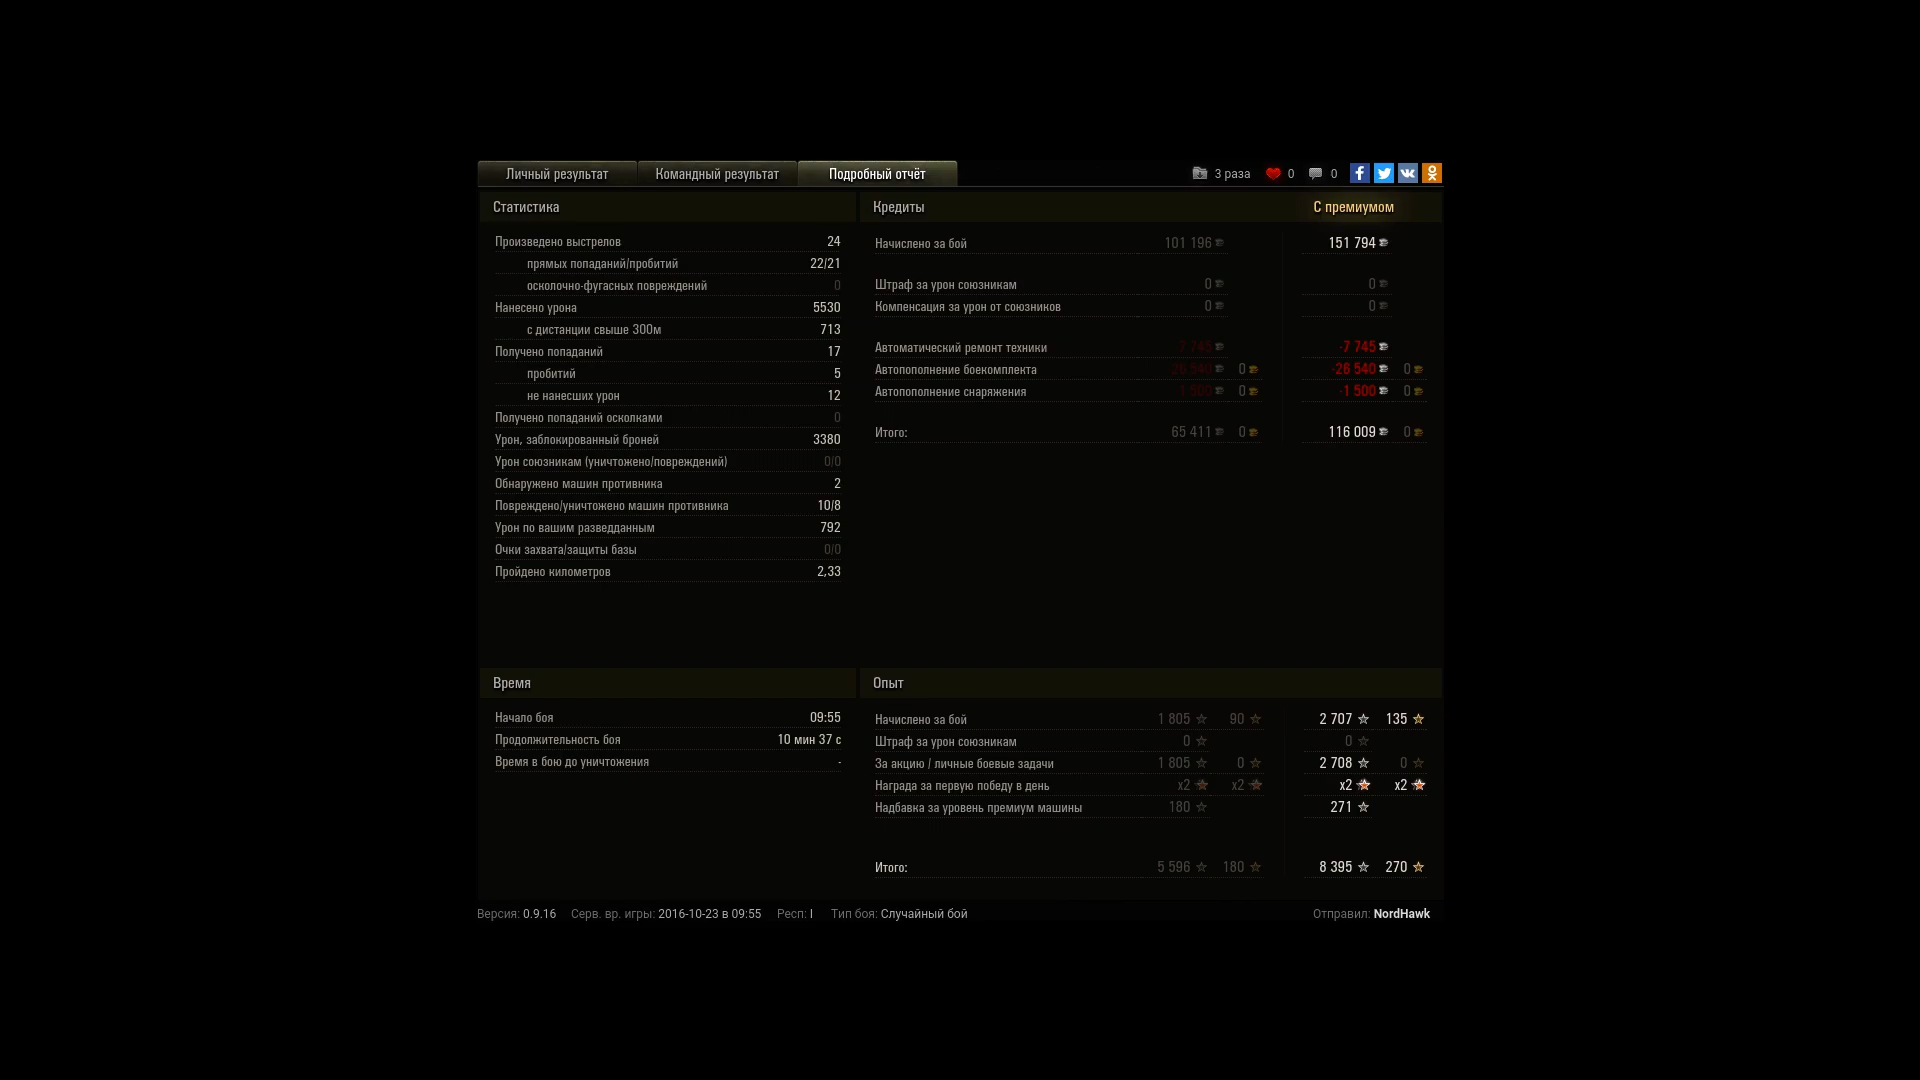 Личный результат Командный результат Подробный отчёт 3 раза 0 0
Статистика
Произведено выстрелов 24
прямых попаданий/пробитий 22/21
осколочно-фугасных повреждений 0
Нанесено урона 5530
с дистанции свыше 300м 713
Получено попаданий 17
пробитий 5
не нанесших урон 12
Получено попаданий осколками 0
Урон, заблокированный броней 3380
Урон союзникам (уничтожено/повреждений) 0/0
Обнаружено машин противника 2
Повреждено/уничтожено машин противника 10/8
Урон по вашим разведданным 792
Очки захвата/защиты базы 0/0
Пройдено километров 2,33
Кредиты С премиумом
Начислено за бой 101 196 151 794
Штраф за урон союзникам 0 0
Компенсация за урон от союзников 0 0
Автоматический ремонт техники -7 745 -7 745
Автопополнение боекомплекта -26 540 0 -26 540 0
Автопополнение снаряжения -1 500 0 -1 500 0
Итого: 65 411 0 116 009 0
Время
Начало боя 09:55
Продолжительность боя 10 мин 37 с
Время в бою до уничтожения -
Опыт
Начислено за бой 1 805 90 2 707 135
Штраф за урон союзникам 0 0
За акцию / личные боевые задачи 1 805 0 2 708 0
Награда за первую победу в день x2 x2 x2 x2
Надбавка за уровень премиум машины 180 271
Итого: 5 596 180 8 395 270
Версия: 0.9.16 Серв. вр. игры: 2016-10-23 в 09:55 Респ: I Тип боя: Случайный бой Отправил: NordHawk